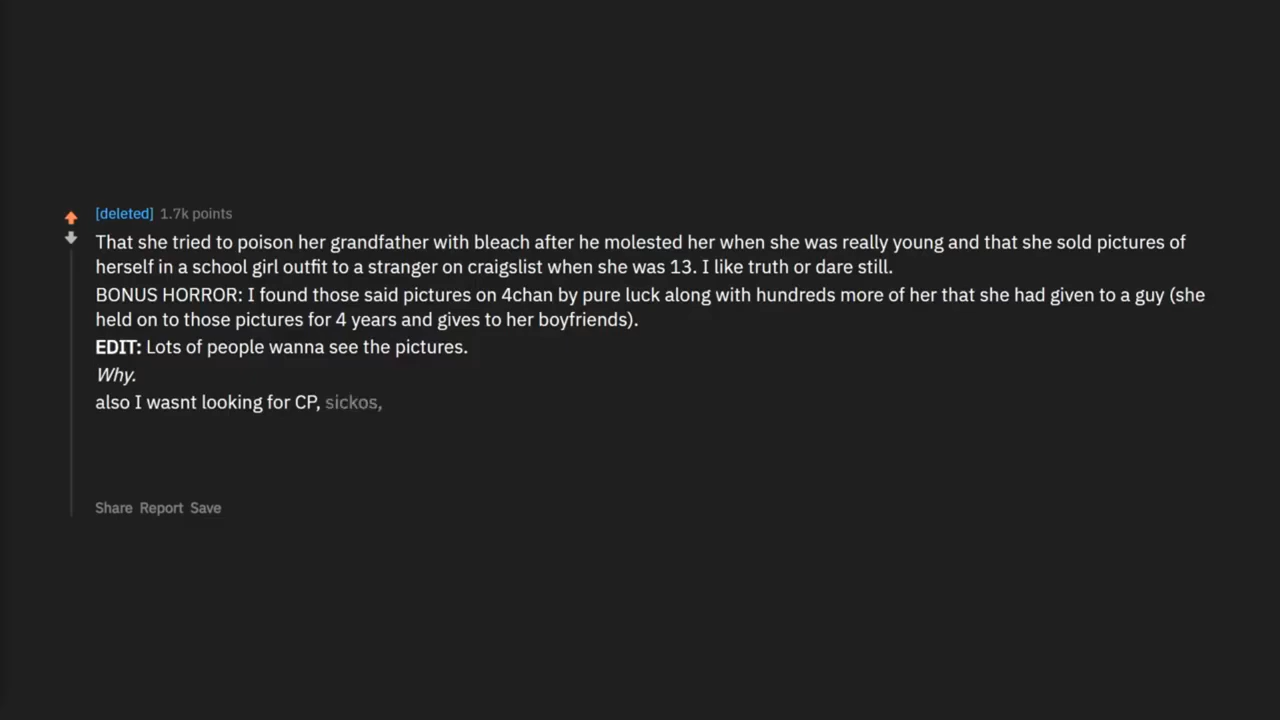 [deleted] 1.7k points
That she tried to poison her grandfather with bleach after he molested her when she was really young and that she sold pictures of
herself in a school girl outfit to a stranger on craigslist when she was 13. I like truth or dare still.
BONUS HORROR: I found those said pictures on 4chan by pure luck along with hundreds more of her that she had given to a guy (she
held on to those pictures for 4 years and gives to her boyfriends).
EDIT: Lots of people wanna see the pictures.
Why.
also I wasnt looking for CP, sickos,
Share Report Save